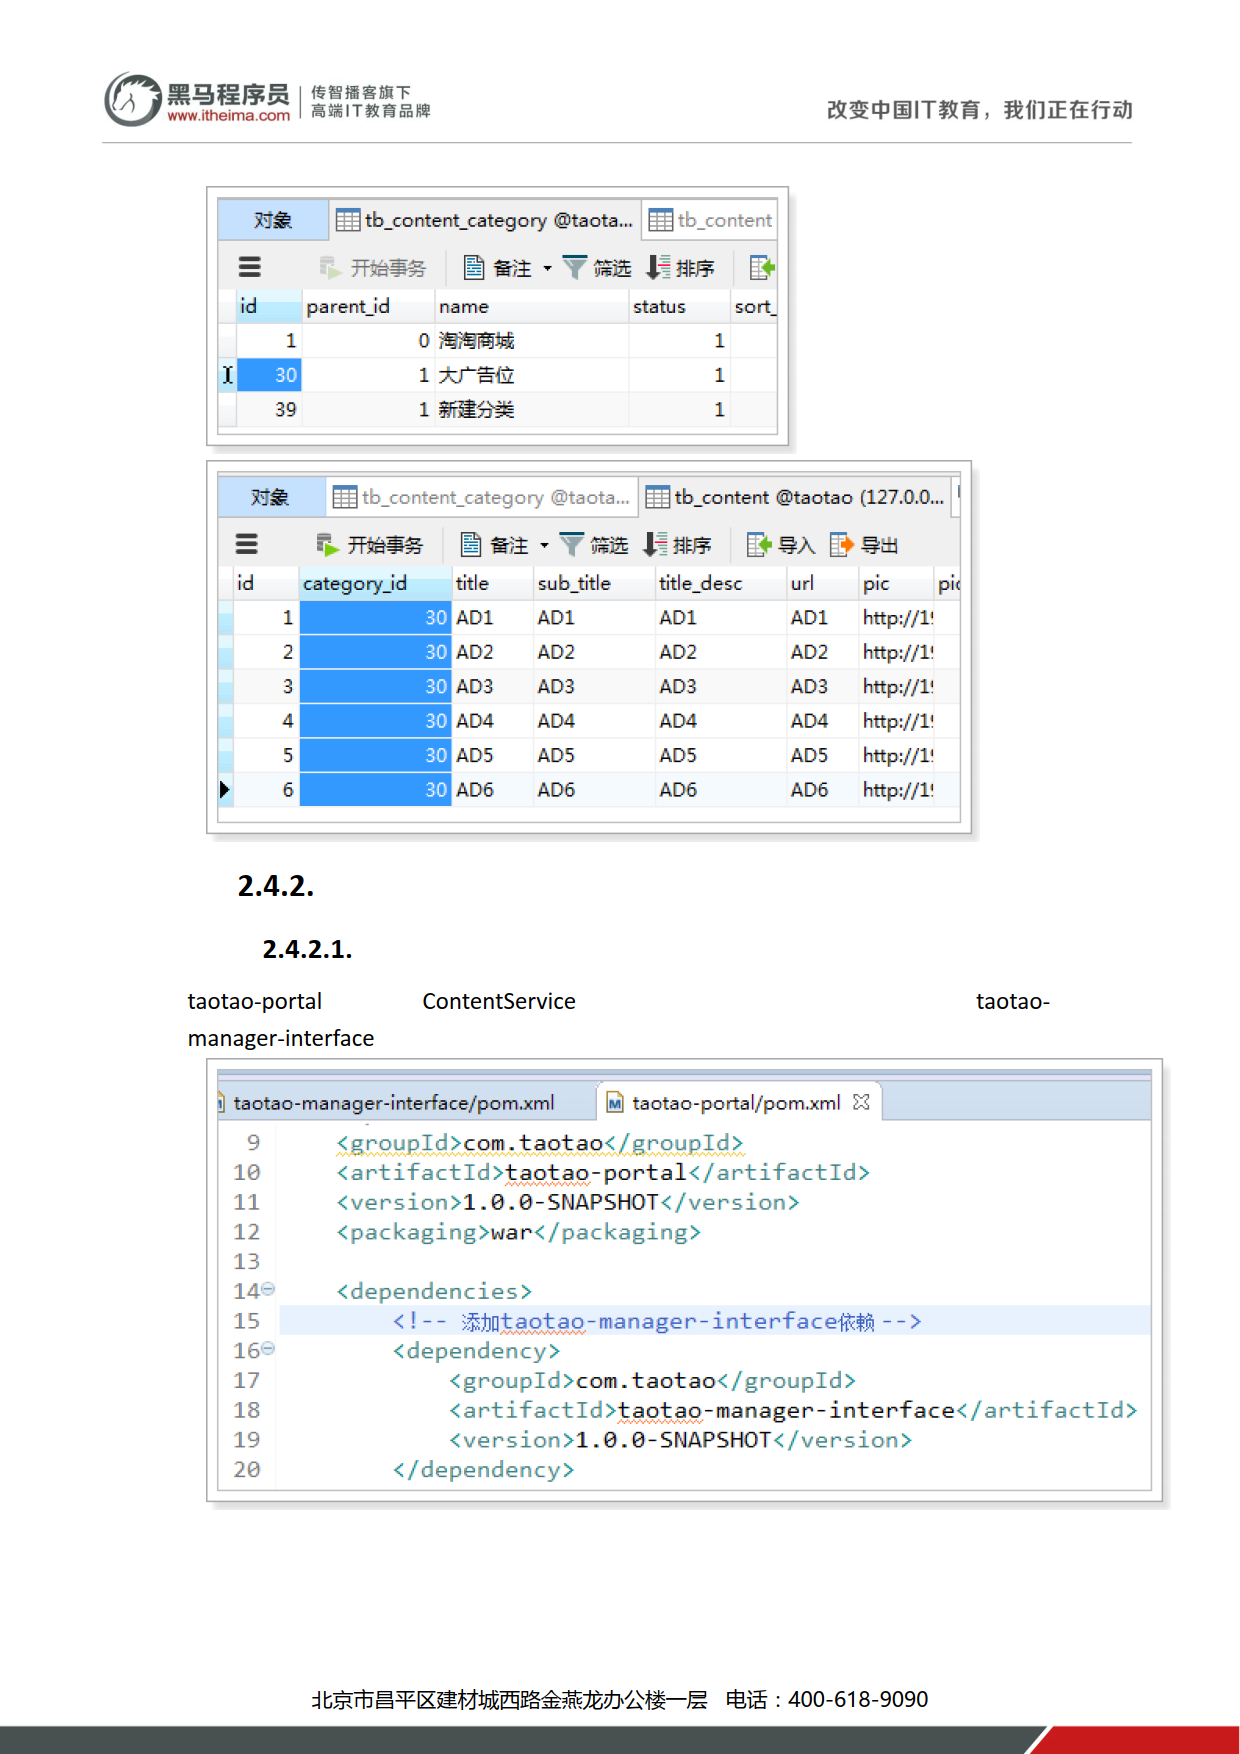 黑马程序员
www.itheima.com
传智播客旗下
高端IT教育品牌
改变中国IT教育，我们正在行动
对象 tb_content_category @taota... tb_content
开始事务 备注 筛选 排序
id parent_id name status sort_
1 0 淘淘商城 1
30 1 大广告位 1
39 1 新建分类 1
对象 tb_content_category @taota... tb_content @taotao (127.0.0...
开始事务 备注 筛选 排序 导入 导出
id category_id title sub_title title_desc url pic pic
1 30 AD1 AD1 AD1 AD1 http://19
2 30 AD2 AD2 AD2 AD2 http://19
3 30 AD3 AD3 AD3 AD3 http://19
4 30 AD4 AD4 AD4 AD4 http://19
5 30 AD5 AD5 AD5 AD5 http://19
6 30 AD6 AD6 AD6 AD6 http://19
2.4.2.
2.4.2.1.
taotao-portal ContentService taotao-
manager-interface
taotao-manager-interface/pom.xml taotao-portal/pom.xml
9 <groupId>com.taotao</groupId>
10 <artifactId>taotao-portal</artifactId>
11 <version>1.0.0-SNAPSHOT</version>
12 <packaging>war</packaging>
13
14 <dependencies>
15 <!-- 添加taotao-manager-interface依赖 -->
16 <dependency>
17 <groupId>com.taotao</groupId>
18 <artifactId>taotao-manager-interface</artifactId>
19 <version>1.0.0-SNAPSHOT</version>
20 </dependency>
北京市昌平区建材城西路金燕龙办公楼一层 电话：400-618-9090